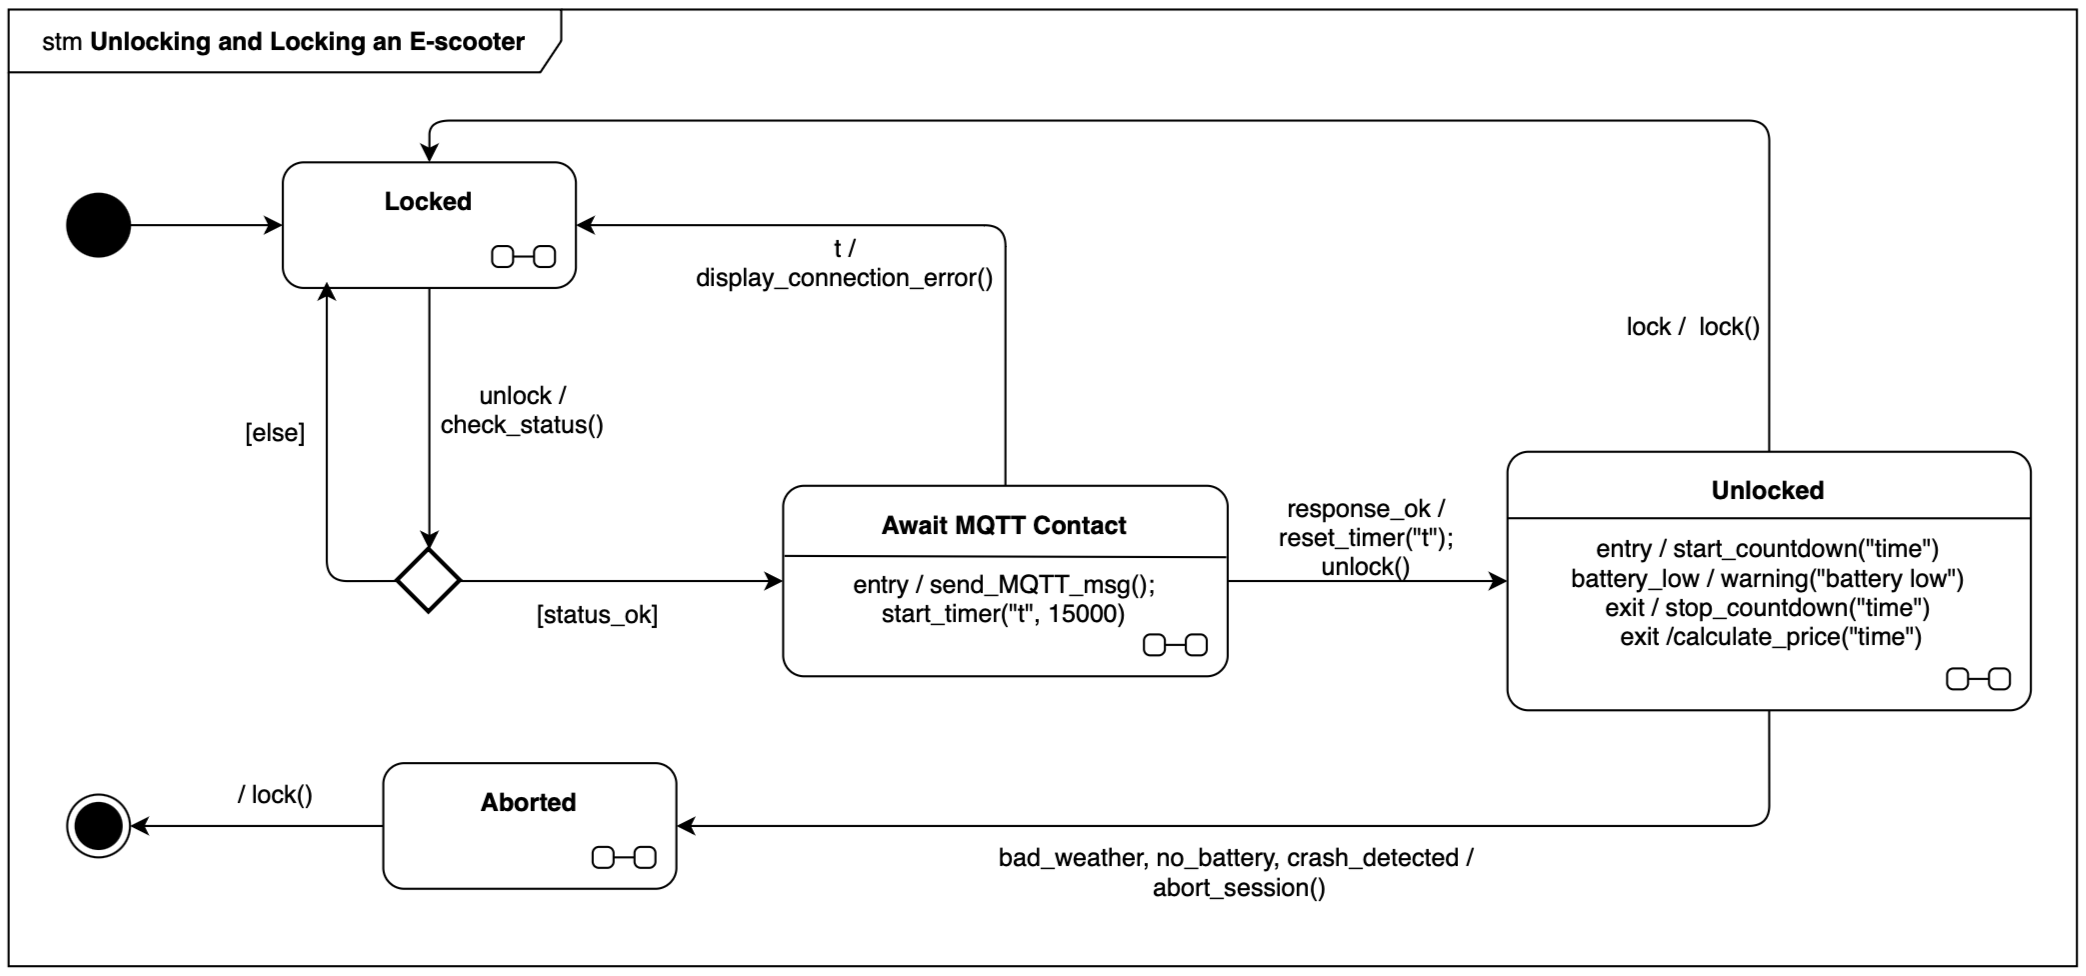 stm Unlocking and Locking an E-scooter
Locked
t /
display_connection_error()
lock /  lock()
unlock /
check_status()
[else]
[status_ok]
Await MQTT Contact
entry / send_MQTT_msg();
start_timer("t", 15000)
response_ok /
reset_timer("t");
unlock()
Unlocked
entry / start_countdown("time")
battery_low / warning("battery low")
exit / stop_countdown("time")
exit /calculate_price("time")
/ lock()
Aborted
bad_weather, no_battery, crash_detected /
abort_session()